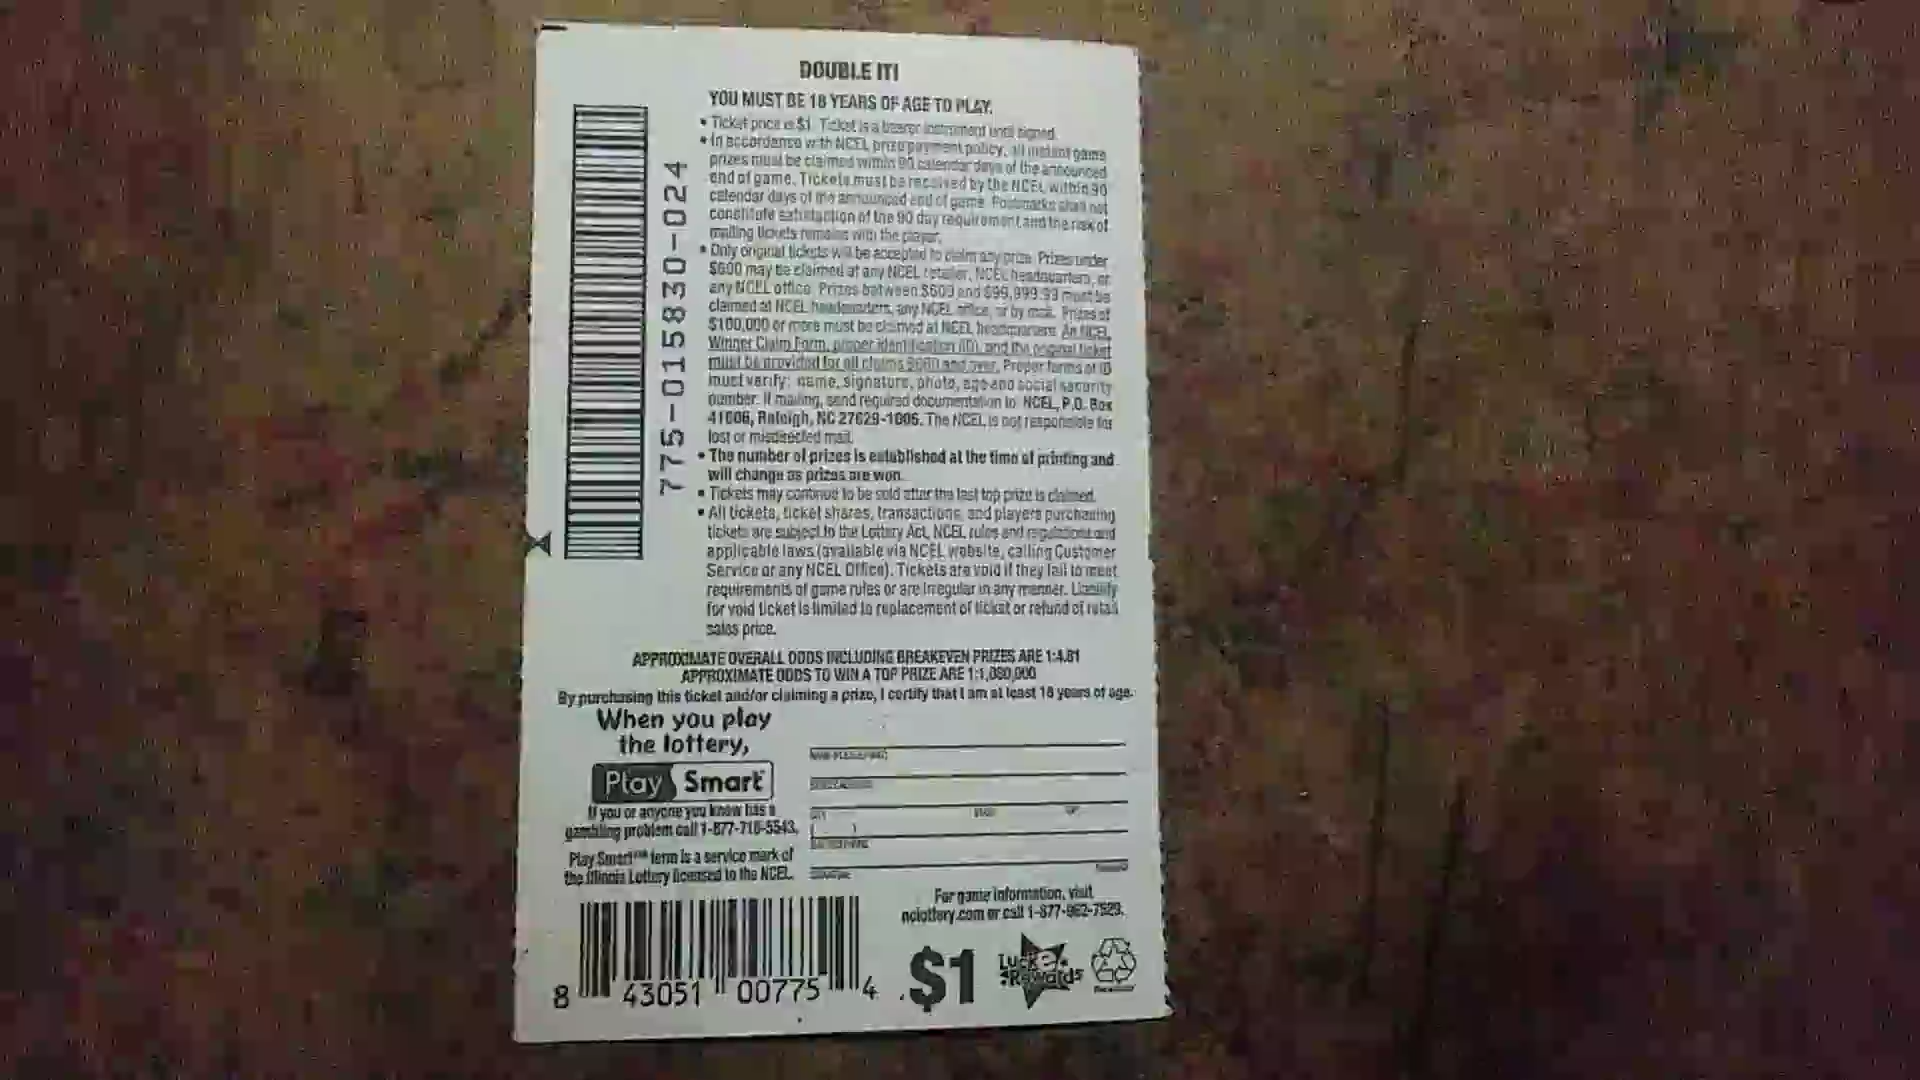 DOUBLE IT!
YOU MUST BE 18 YEARS OF AGE TO PLAY.
• Ticket price is $1. Ticket is a bearer instrument until signed.
• In accordance with NCEL prize payment policy, all instant game
prizes must be claimed within 90 calendar days of the announced
end of game. Tickets must be received by the NCEL within 90
calendar days of the announced end of game. Postmarks shall not
constitute satisfaction of the 90 day requirement and the risk of
mailing tickets remains with the player.
• Only original tickets will be accepted to claim any prize. Prizes under
$600 may be claimed at any NCEL retailer, NCEL headquarters, or
any NCEL office. Prizes between $600 and $99,999.99 must be
claimed at NCEL headquarters, any NCEL office, or by mail. Prizes of
$100,000 or more must be claimed at NCEL headquarters. An NCEL
Winner Claim Form, proper identification (ID), and the original ticket
must be provided for all claims $600 and over. Proper forms of ID
must verify: name, signature, photo, age and social security
number. If mailing, send required documentation to: NCEL, P.O. Box
41606, Raleigh, NC 27629-1606. The NCEL is not responsible for
lost or misdirected mail.
• The number of prizes is established at the time of printing and
will change as prizes are won.
• Tickets may continue to be sold after the last top prize is claimed.
• All tickets, ticket shares, transactions, and players purchasing
tickets are subject to the Lottery Act, NCEL rules and regulations and
applicable laws (available via NCEL website, calling Customer
Service or any NCEL Office). Tickets are void if they fail to meet
requirements of game rules or are irregular in any manner. Liability
for void ticket is limited to replacement of ticket or refund of retail
sales price.
775-015830-024
APPROXIMATE OVERALL ODDS INCLUDING BREAKEVEN PRIZES ARE 1:4.81
APPROXIMATE ODDS TO WIN A TOP PRIZE ARE 1:1,080,000
By purchasing this ticket and/or claiming a prize, I certify that I am at least 18 years of age.
When you play
the lottery,
Play Smart
If you or anyone you know has a
gambling problem call 1-877-718-5543.
Play Smart℠ term is a service mark of
the Illinois Lottery licensed to the NCEL.
CITY STATE ZIP
( )
SIGNATURE
For game information, visit
nclottery.com or call 1-877-962-7529.
8 43051 00775 4
$1
Lucke
Rewards